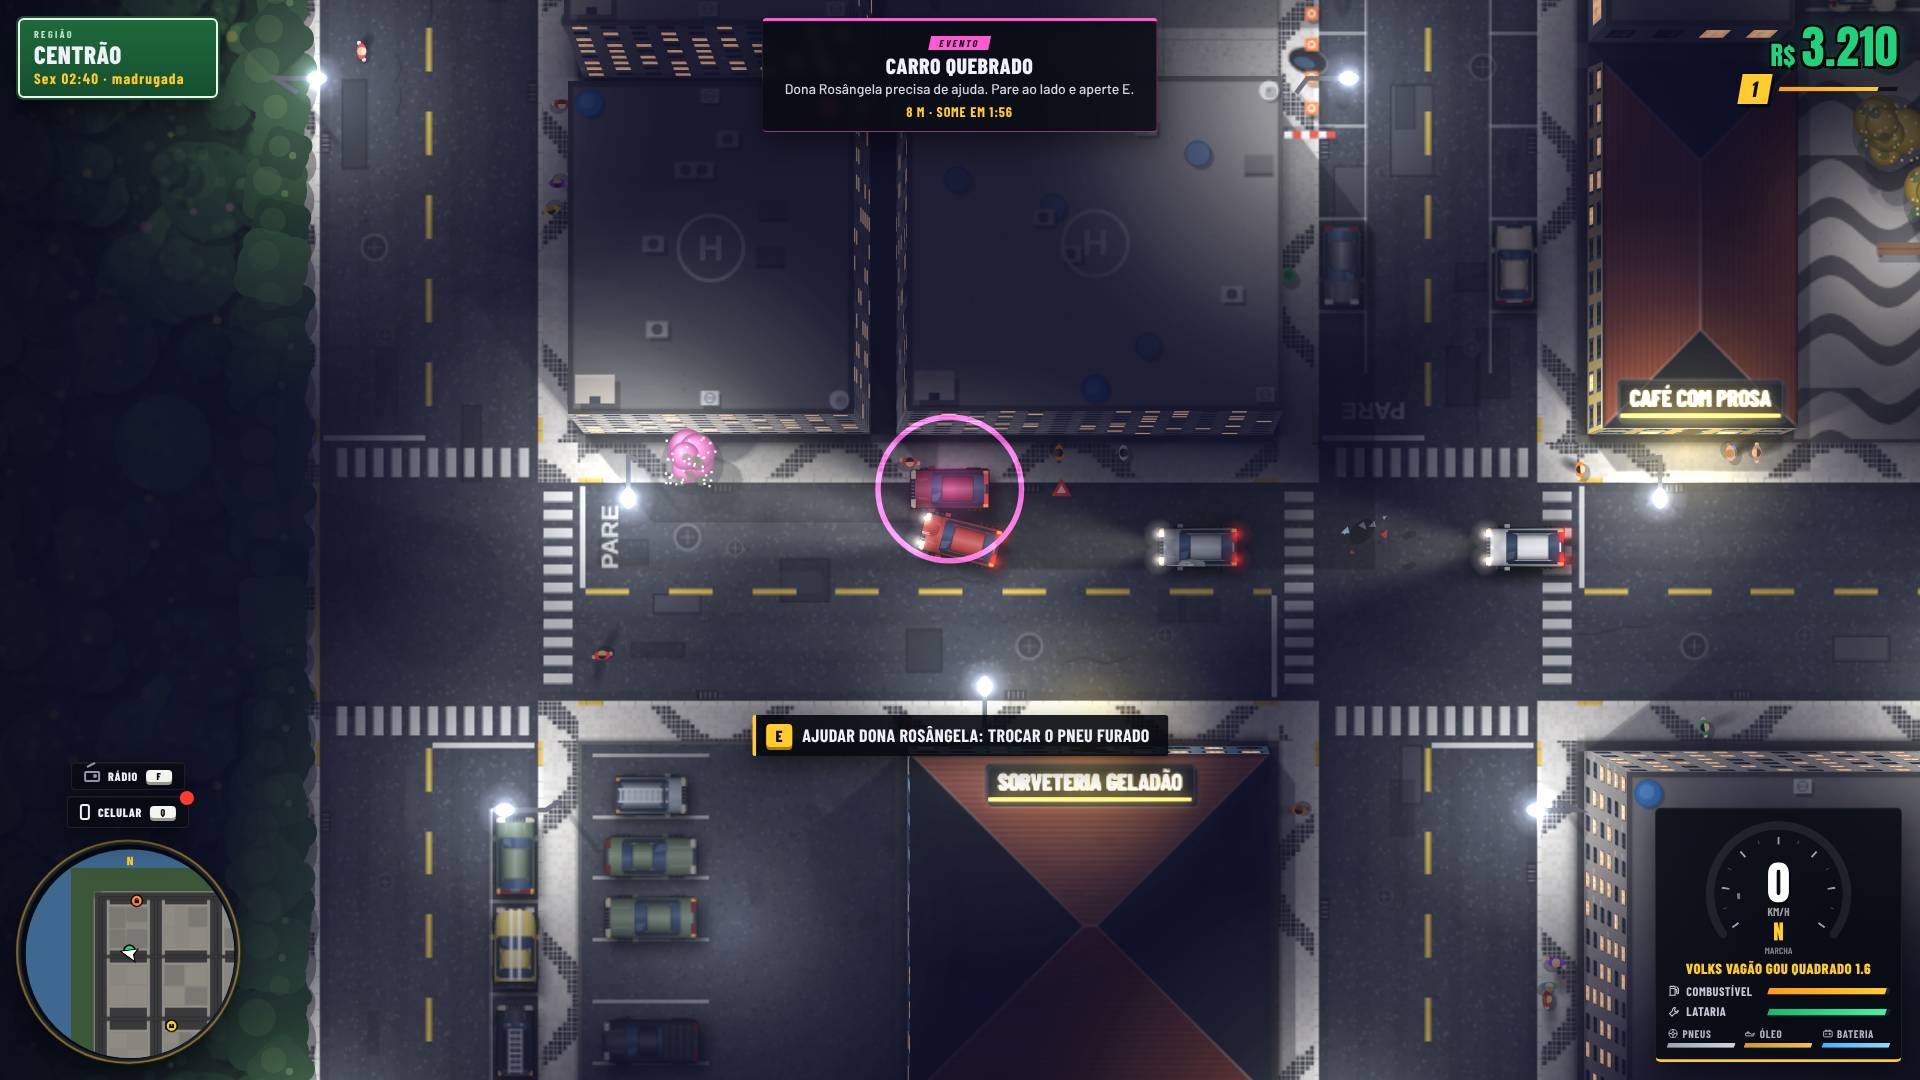 REGIÃO
CENTRÃO
Sex 02:40 · madrugada
EVENTO
CARRO QUEBRADO
Dona Rosângela precisa de ajuda. Pare ao lado e aperte E.
8 M · SOME EM 1:56
R$ 3.210
1
H
H
PARE
CAFÉ COM PROSA
PARE
E AJUDAR DONA ROSÂNGELA: TROCAR O PNEU FURADO
SORVETERIA GELADÃO
RÁDIO F
CELULAR Q
N
0
KM/H
N
MARCHA
VOLKS VAGÃO GOU QUADRADO 1.6
COMBUSTÍVEL
LATARIA
PNEUS ÓLEO BATERIA